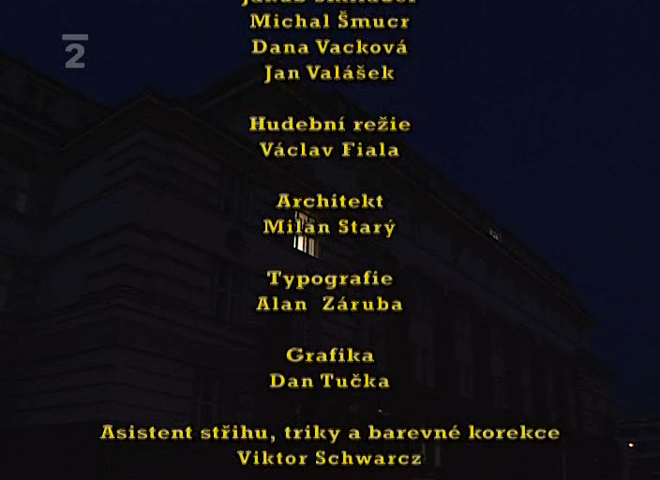 Michal Šmucr
Dana Vacková
Jan Valášek
Hudební režie
Václav Fiala
Architekt
Milan Starý
Typografie
Alan Záruba
Grafika
Dan Tučka
Asistent střihu, triky a barevné korekce
Viktor Schwarcz
2